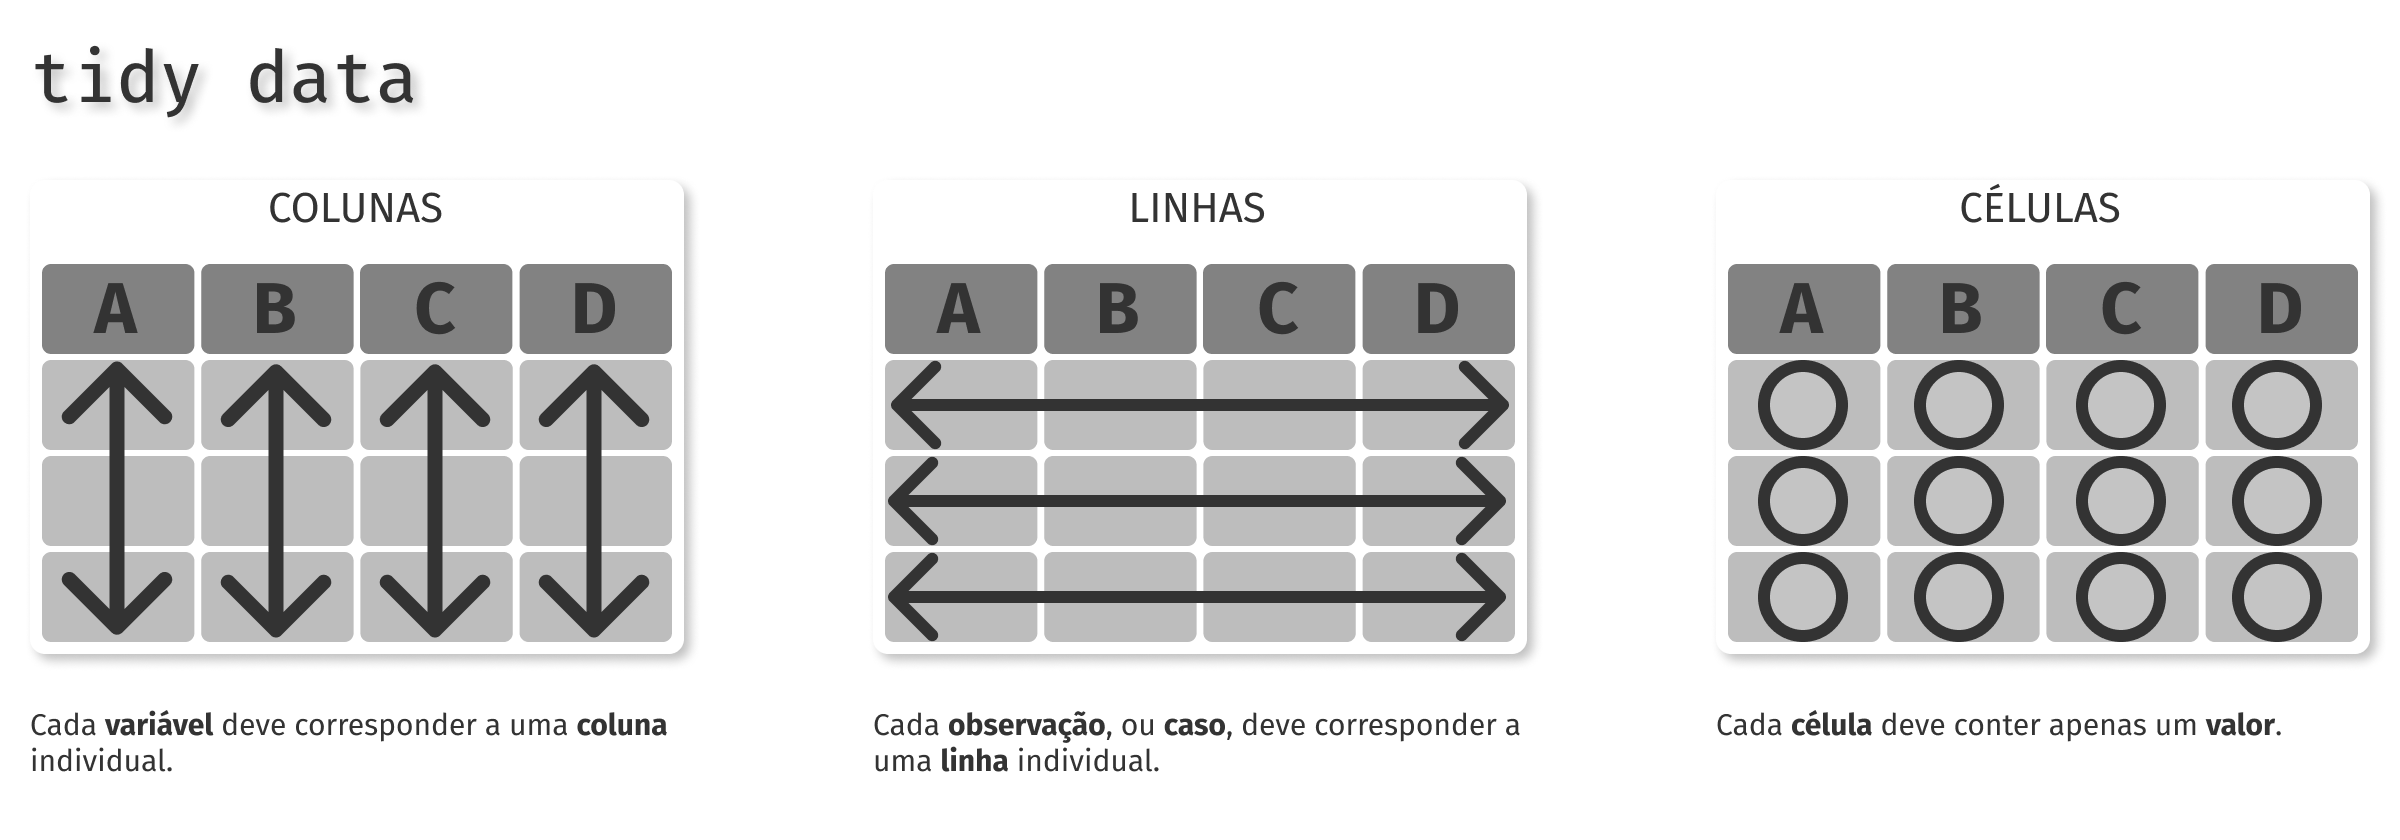 tidy data
COLUNAS
A B C D
Cada variável deve corresponder a uma coluna
individual.
LINHAS
A B C D
Cada observação, ou caso, deve corresponder a
uma linha individual.
CÉLULAS
A B C D
Cada célula deve conter apenas um valor.